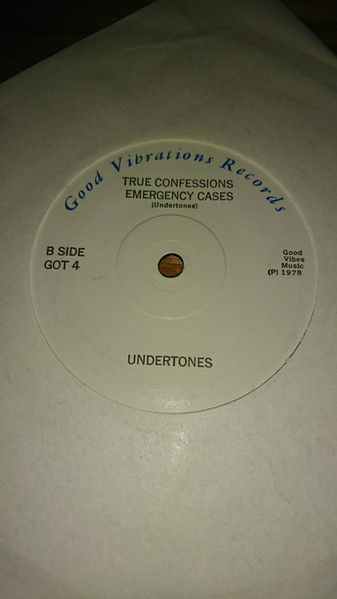 Good Vibrations Records
TRUE CONFESSIONS
EMERGENCY CASES
(Undertones)
B SIDE
GOT 4
Good
Vibes
Music
(P) 1978
UNDERTONES